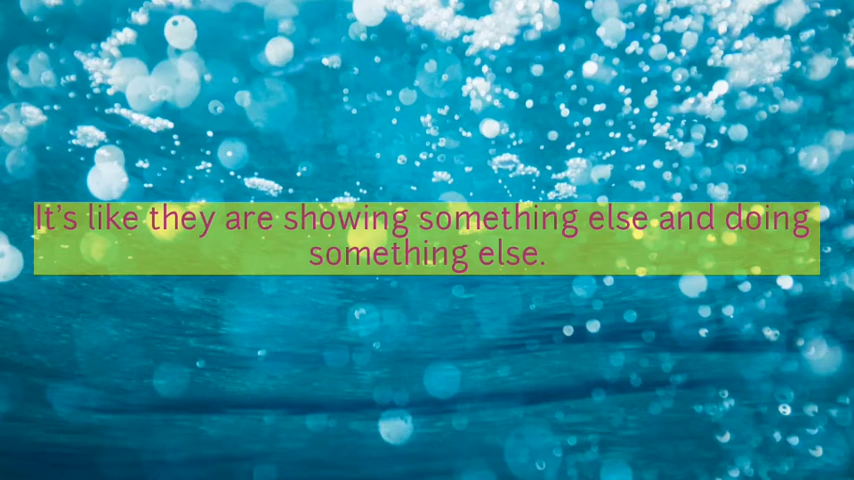 It’s like they are showing something else and doing
something else.